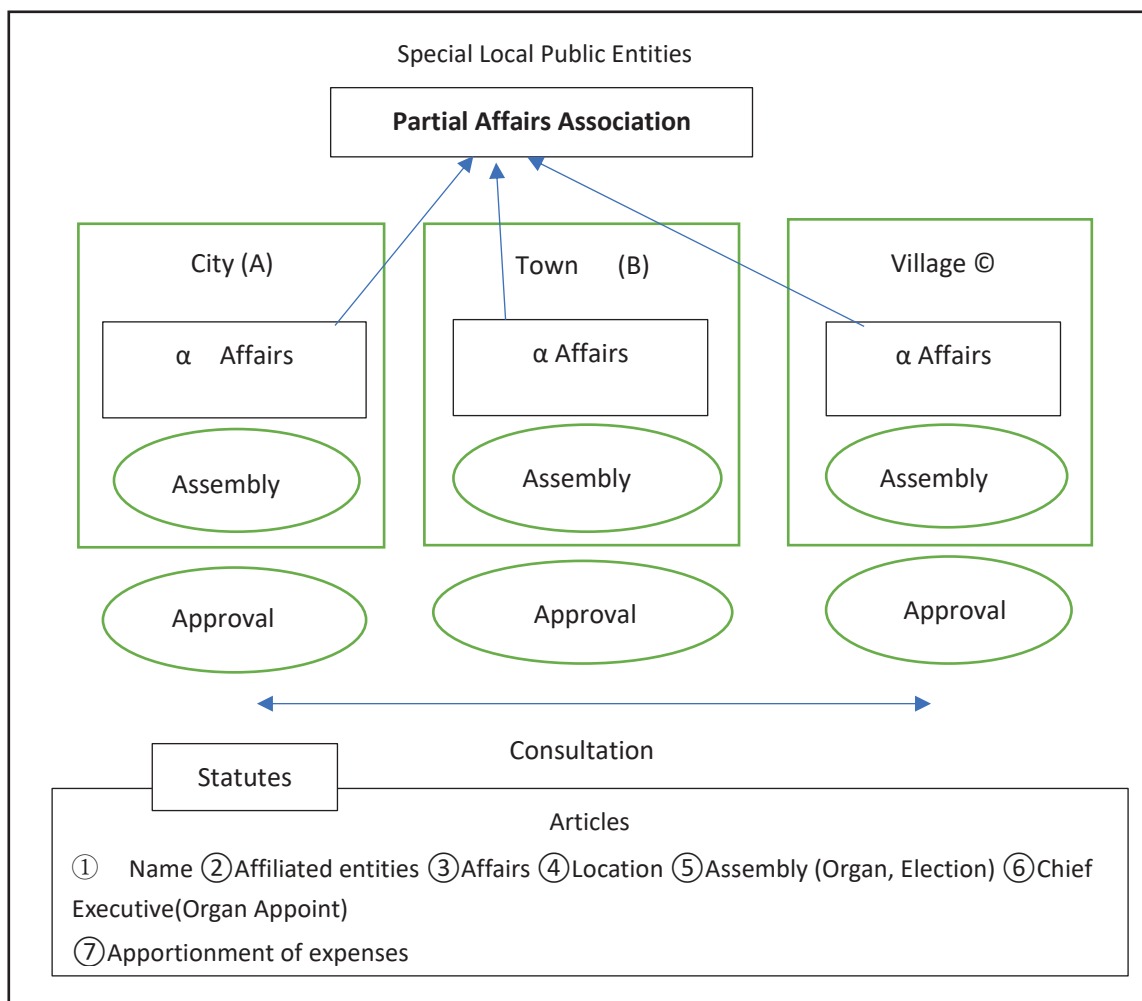 Special Local Public Entities
Partial Affairs Association
City (A)
Town (B)
Village ©
α Affairs
α Affairs
α Affairs
Assembly
Assembly
Assembly
Approval
Approval
Approval
Consultation
Statutes
Articles
① Name ②Affiliated entities ③Affairs ④Location ⑤Assembly (Organ, Election) ⑥Chief
Executive(Organ Appoint)
⑦Apportionment of expenses